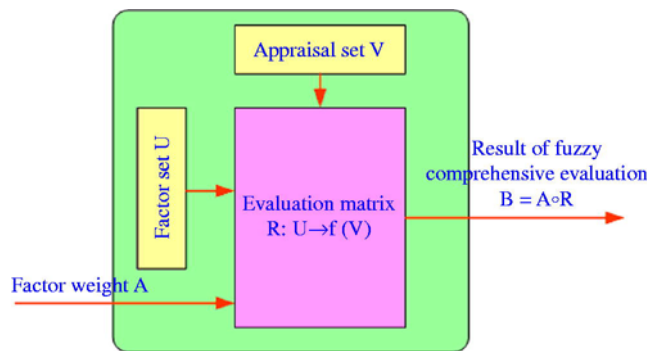 Appraisal set V
Factor set U
Evaluation matrix
R: U→f (V)
Factor weight A
Result of fuzzy
comprehensive evaluation
B = A∘R